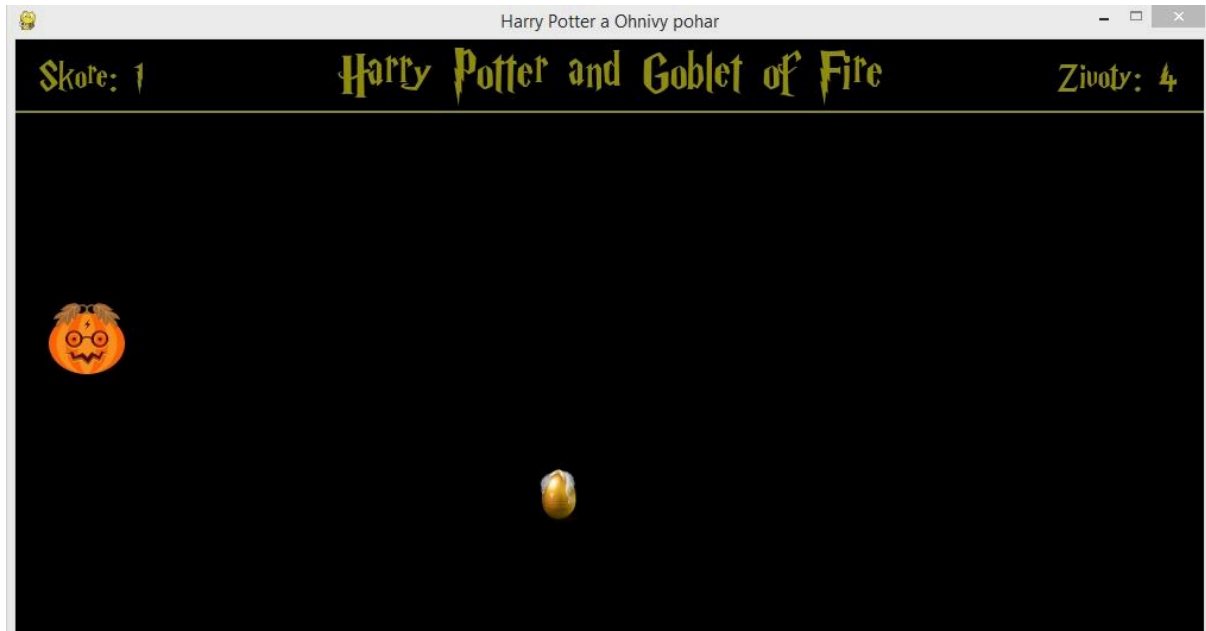 Harry Potter a Ohnivy pohar
Skore: 1
Harry Potter and Goblet of Fire
Zivoty: 4